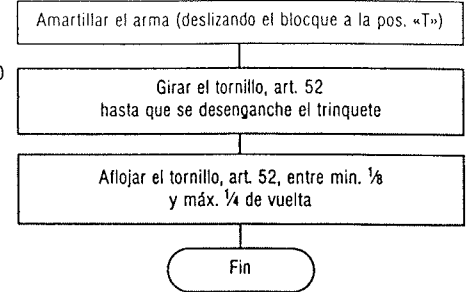 Amartillar el arma (deslizando el blocque a la pos. «T»)
Girar el tornillo, art. 52
hasta que se desenganche el trinquete
Aflojar el tornillo, art. 52, entre min. ⅛
y máx. ¼ de vuelta
Fin